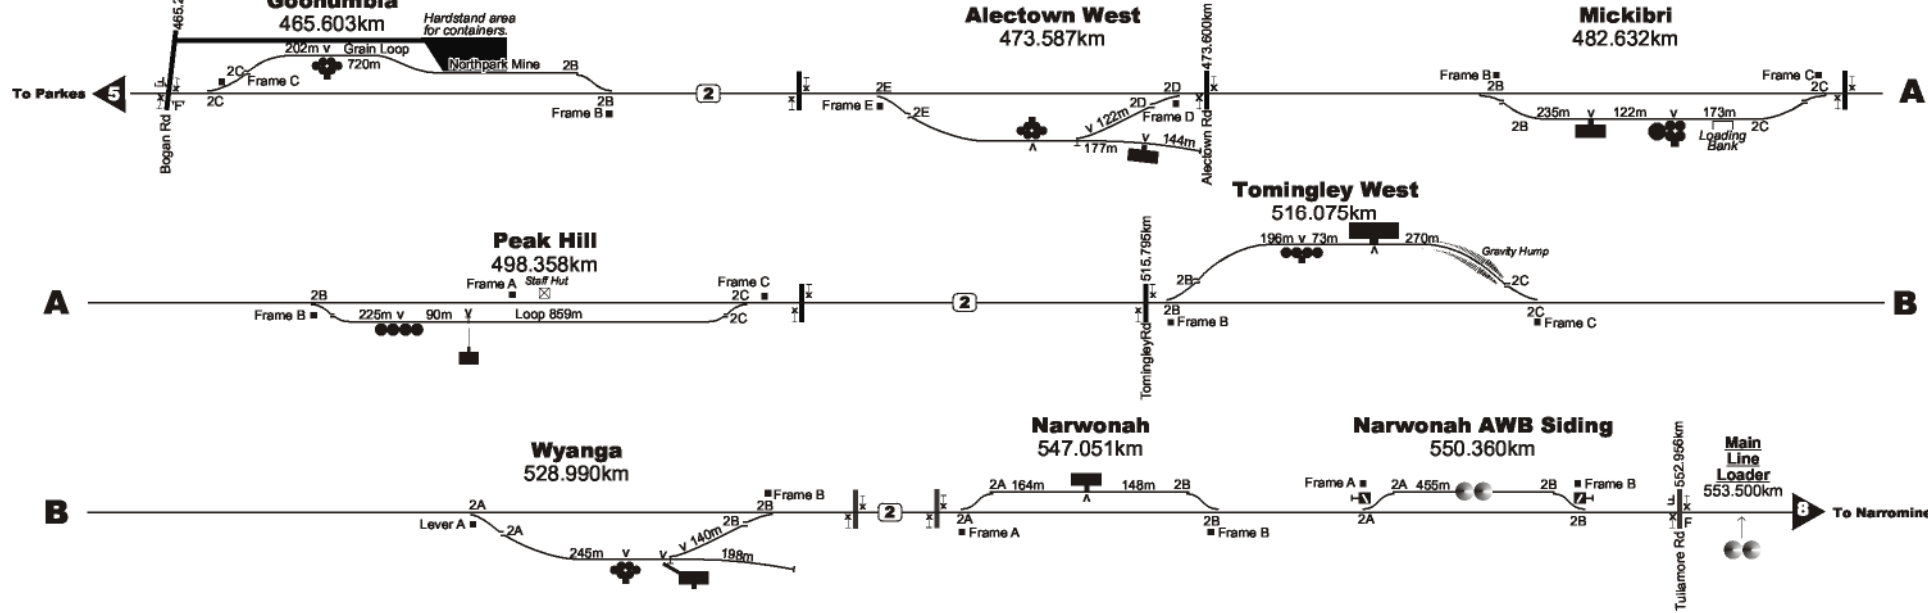 Goonumbla
465.603km
465.2
Hardstand area
for containers.
202m v Grain Loop
720m
Northpark Mine
2B
2C
Frame C
2C
2B
Frame B
To Parkes
5
F
F
Bogan Rd
2
Alectown West
473.587km
473.600km
2E
Frame E
2E
2D
2D
Frame D
v 122m
v
177m
144m
Alectown Rd
Mickibri
482.632km
Frame B
2B
Frame C
2C
A
235m v 122m v 173m
2B
2C
Loading
Bank
Tomingley West
516.075km
515.795km
196m v 73m
270m
Gravity Hump
2B
2C
2B
Frame B
2C
Frame C
Tomingley Rd
Peak Hill
498.358km
Frame A
Staff Hut
Frame C
A
2B
2C
Frame B
225m v 90m v Loop 859m
2C
2
B
Wyanga
528.990km
B
2A
Lever A
2A
245m v
v
v 140m
198m
2B
2B
Frame B
2
Narwonah
547.051km
2A 164m
148m 2B
2A
Frame A
2B
Frame B
Narwonah AWB Siding
550.360km
Frame A
2A 455m
2B
Frame B
2A
2B
552.956km
F
F
Tullamore Rd
Main
Line
Loader
553.500km
8
To Narromine